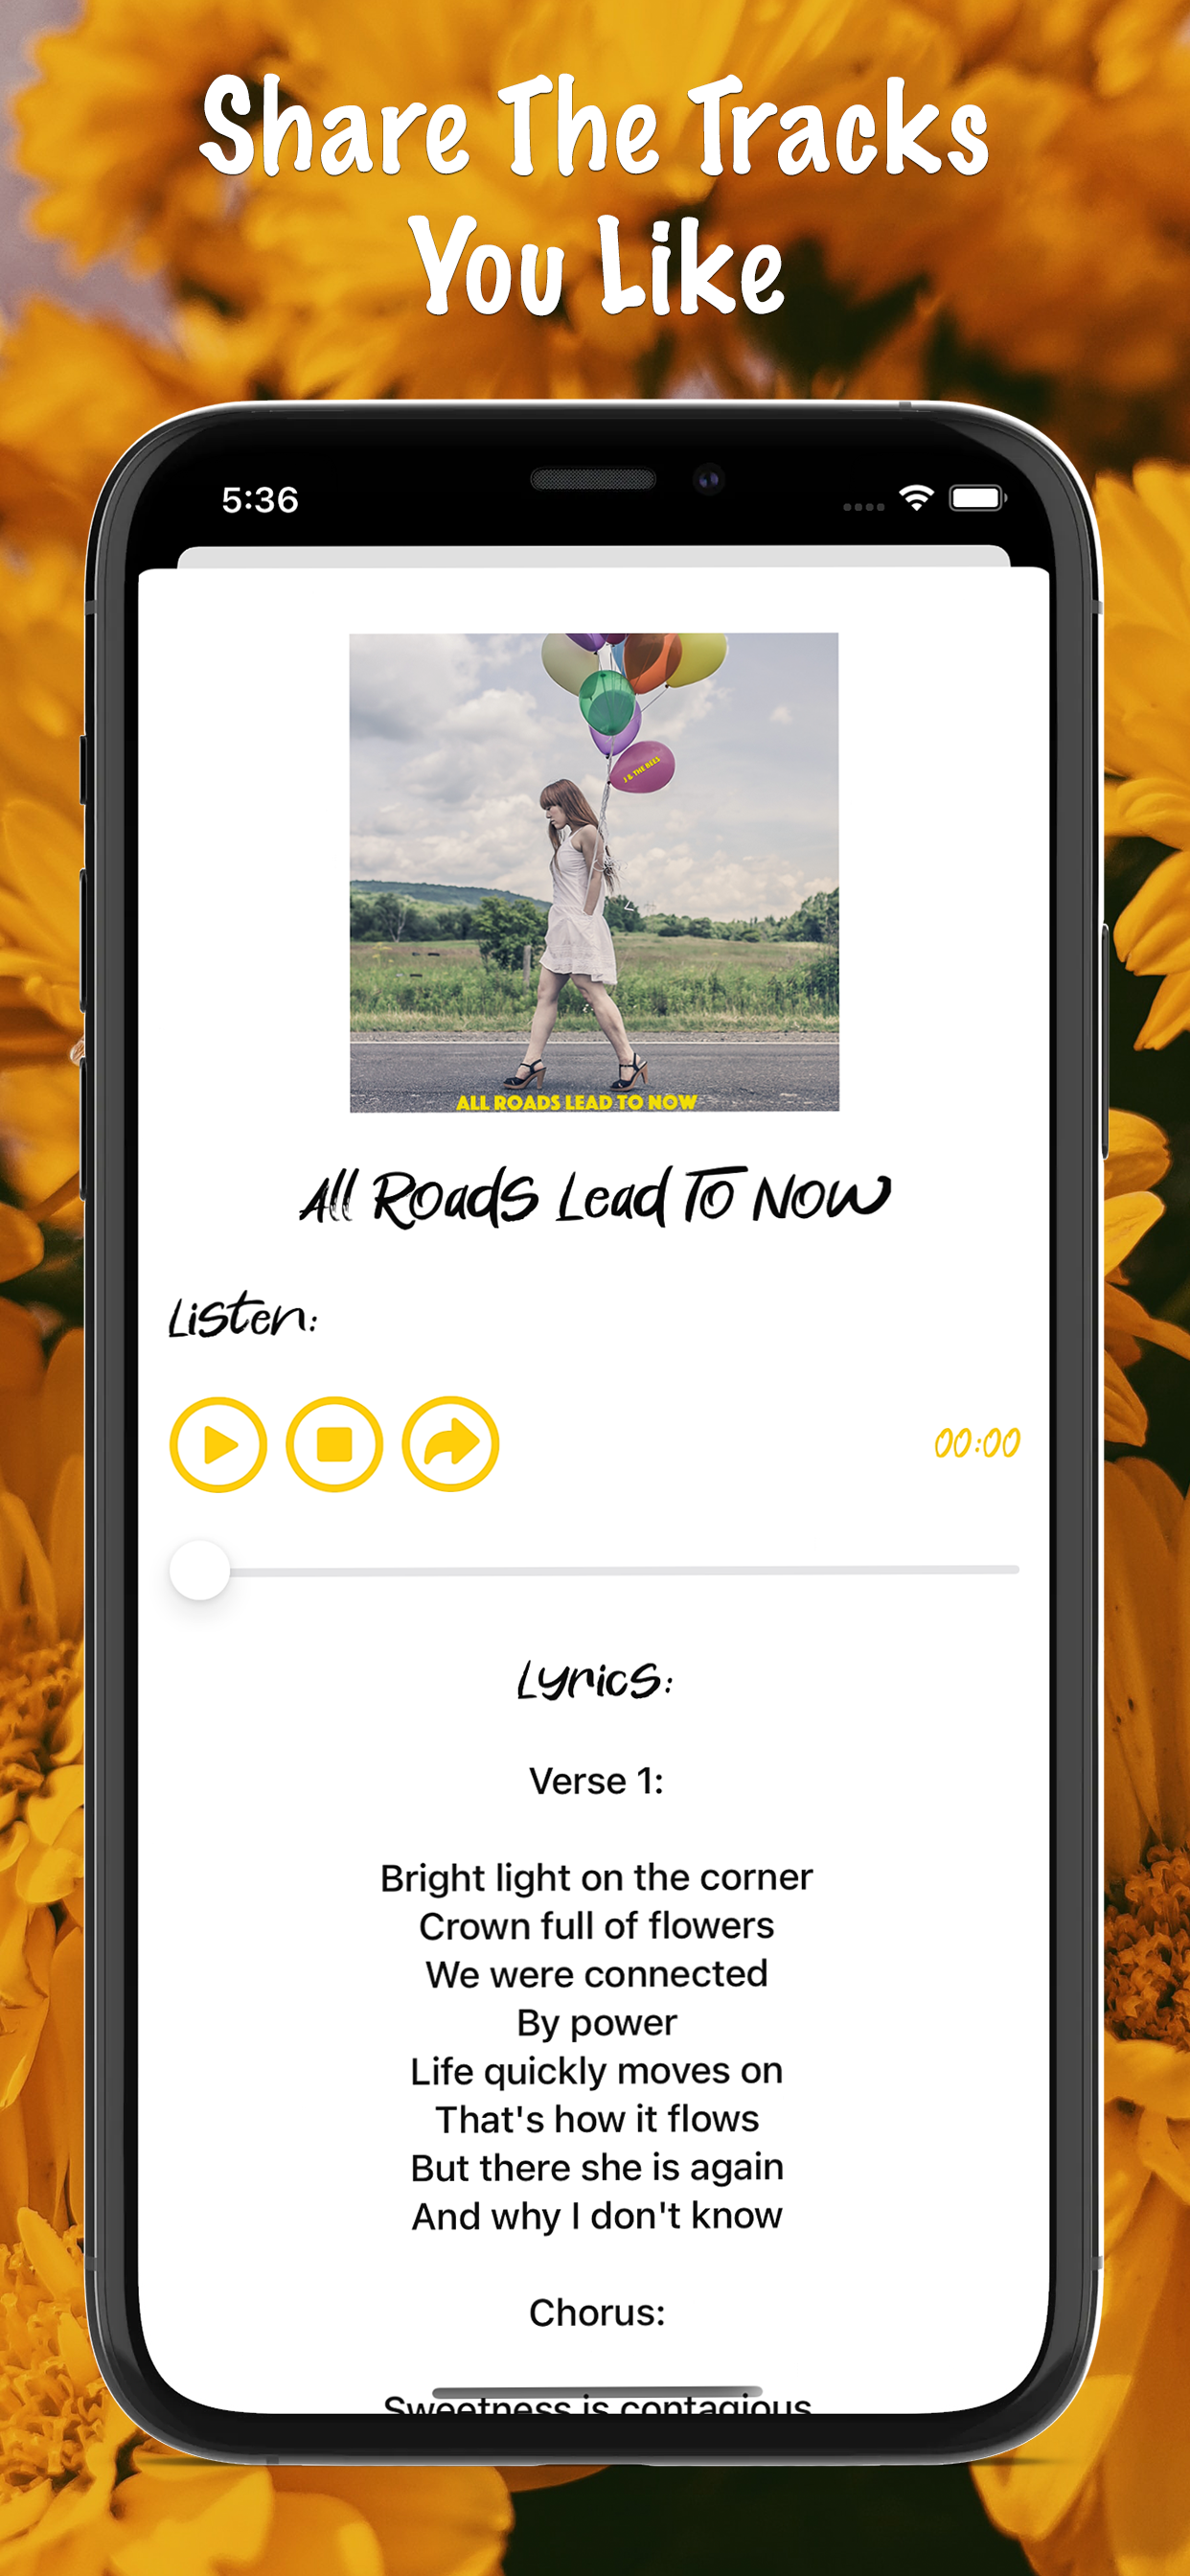 Share The Tracks
You Like
5:36
J & THE BEES
ALL ROADS LEAD TO NOW
All Roads Lead To Now
Listen:
00:00
Lyrics:
Verse 1:
Bright light on the corner
Crown full of flowers
We were connected
By power
Life quickly moves on
That's how it flows
But there she is again
And why I don't know
Chorus:
Sweetness is contagious